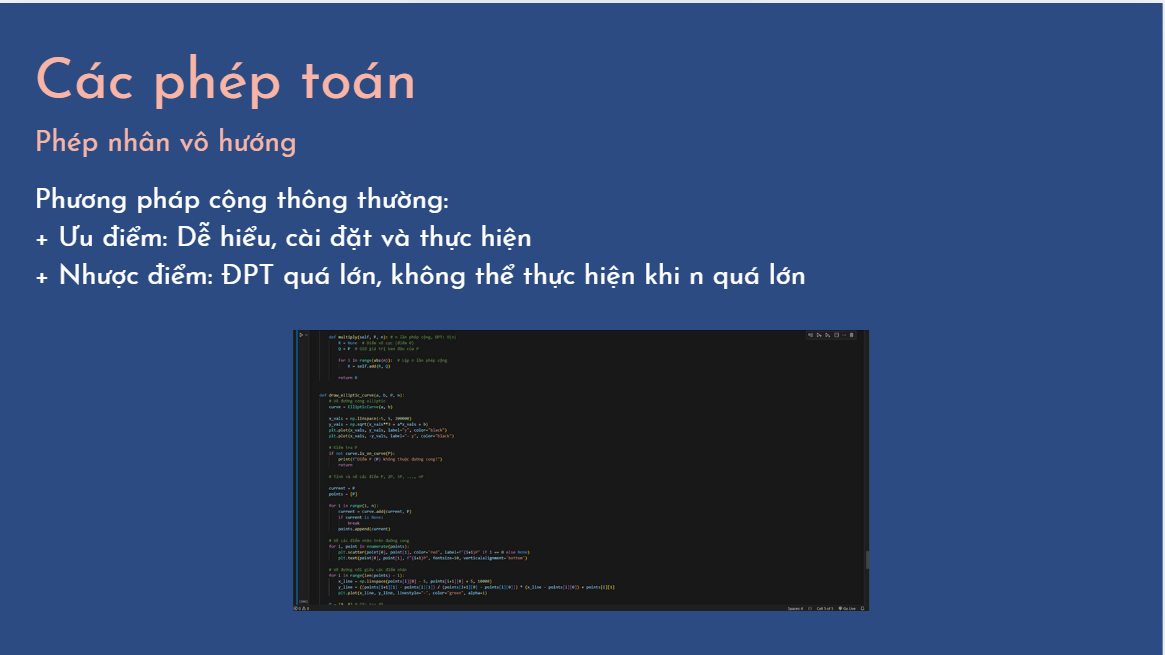 Các phép toán
Phép nhân vô hướng
Phương pháp cộng thông thường:
+ Ưu điểm: Dễ hiểu, cài đặt và thực hiện
+ Nhược điểm: ĐPT quá lớn, không thể thực hiện khi n quá lớn
def multiply(self, P, n): # n lần phép cộng, ĐPT: O(n)
R = None # Điểm vô cực (điểm O)
Q = P
for i in range(abs(n)): # Lặp n lần phép cộng
R = self.add(R, Q)
return R
def draw_elliptic_curve(a, b, P, n):
# Vẽ đường cong elliptic
curve = EllipticCurve(a, b)
x_vals = np.linspace(-5, 5, 100000)
y_vals = np.sqrt(x_vals**3 + a*x_vals + b)
plt.plot(x_vals, y_vals, label="y", color="black")
plt.plot(x_vals, -y_vals, label="- y", color="black")
# Kiểm tra P
if not curve.is_on_curve(P):
print(f"Điểm P {P} không thuộc đường cong!")
return
# Tính và vẽ các điểm P, 2P, 3P, ..., nP
current = P
points = [P]
for i in range(1, n):
current = curve.add(current, P)
if current is None:
break
points.append(current)
# Vẽ các điểm nhân trên đường cong
for i, point in enumerate(points):
plt.scatter(point[0], point[1], color="red", label=f"{i+1}P" if i == 0 else None)
plt.text(point[0], point[1], f"{i+1}P", fontsize=10, verticalalignment="bottom")
# Vẽ đường nối giữa các điểm nhân
for i in range(len(points) - 1):
x_line = np.linspace(points[i][0] - 5, points[i+1][0] + 5, 10000)
y_line = ((points[i+1][1] - points[i][1]) / (points[i+1][0] - points[i][0])) * (x_line - points[i][0]) + points[i][1]
plt.plot(x_line, y_line, linestyle="--", color="green", alpha=1)
Spaces: 4 Cell 5 of 5 Go Live